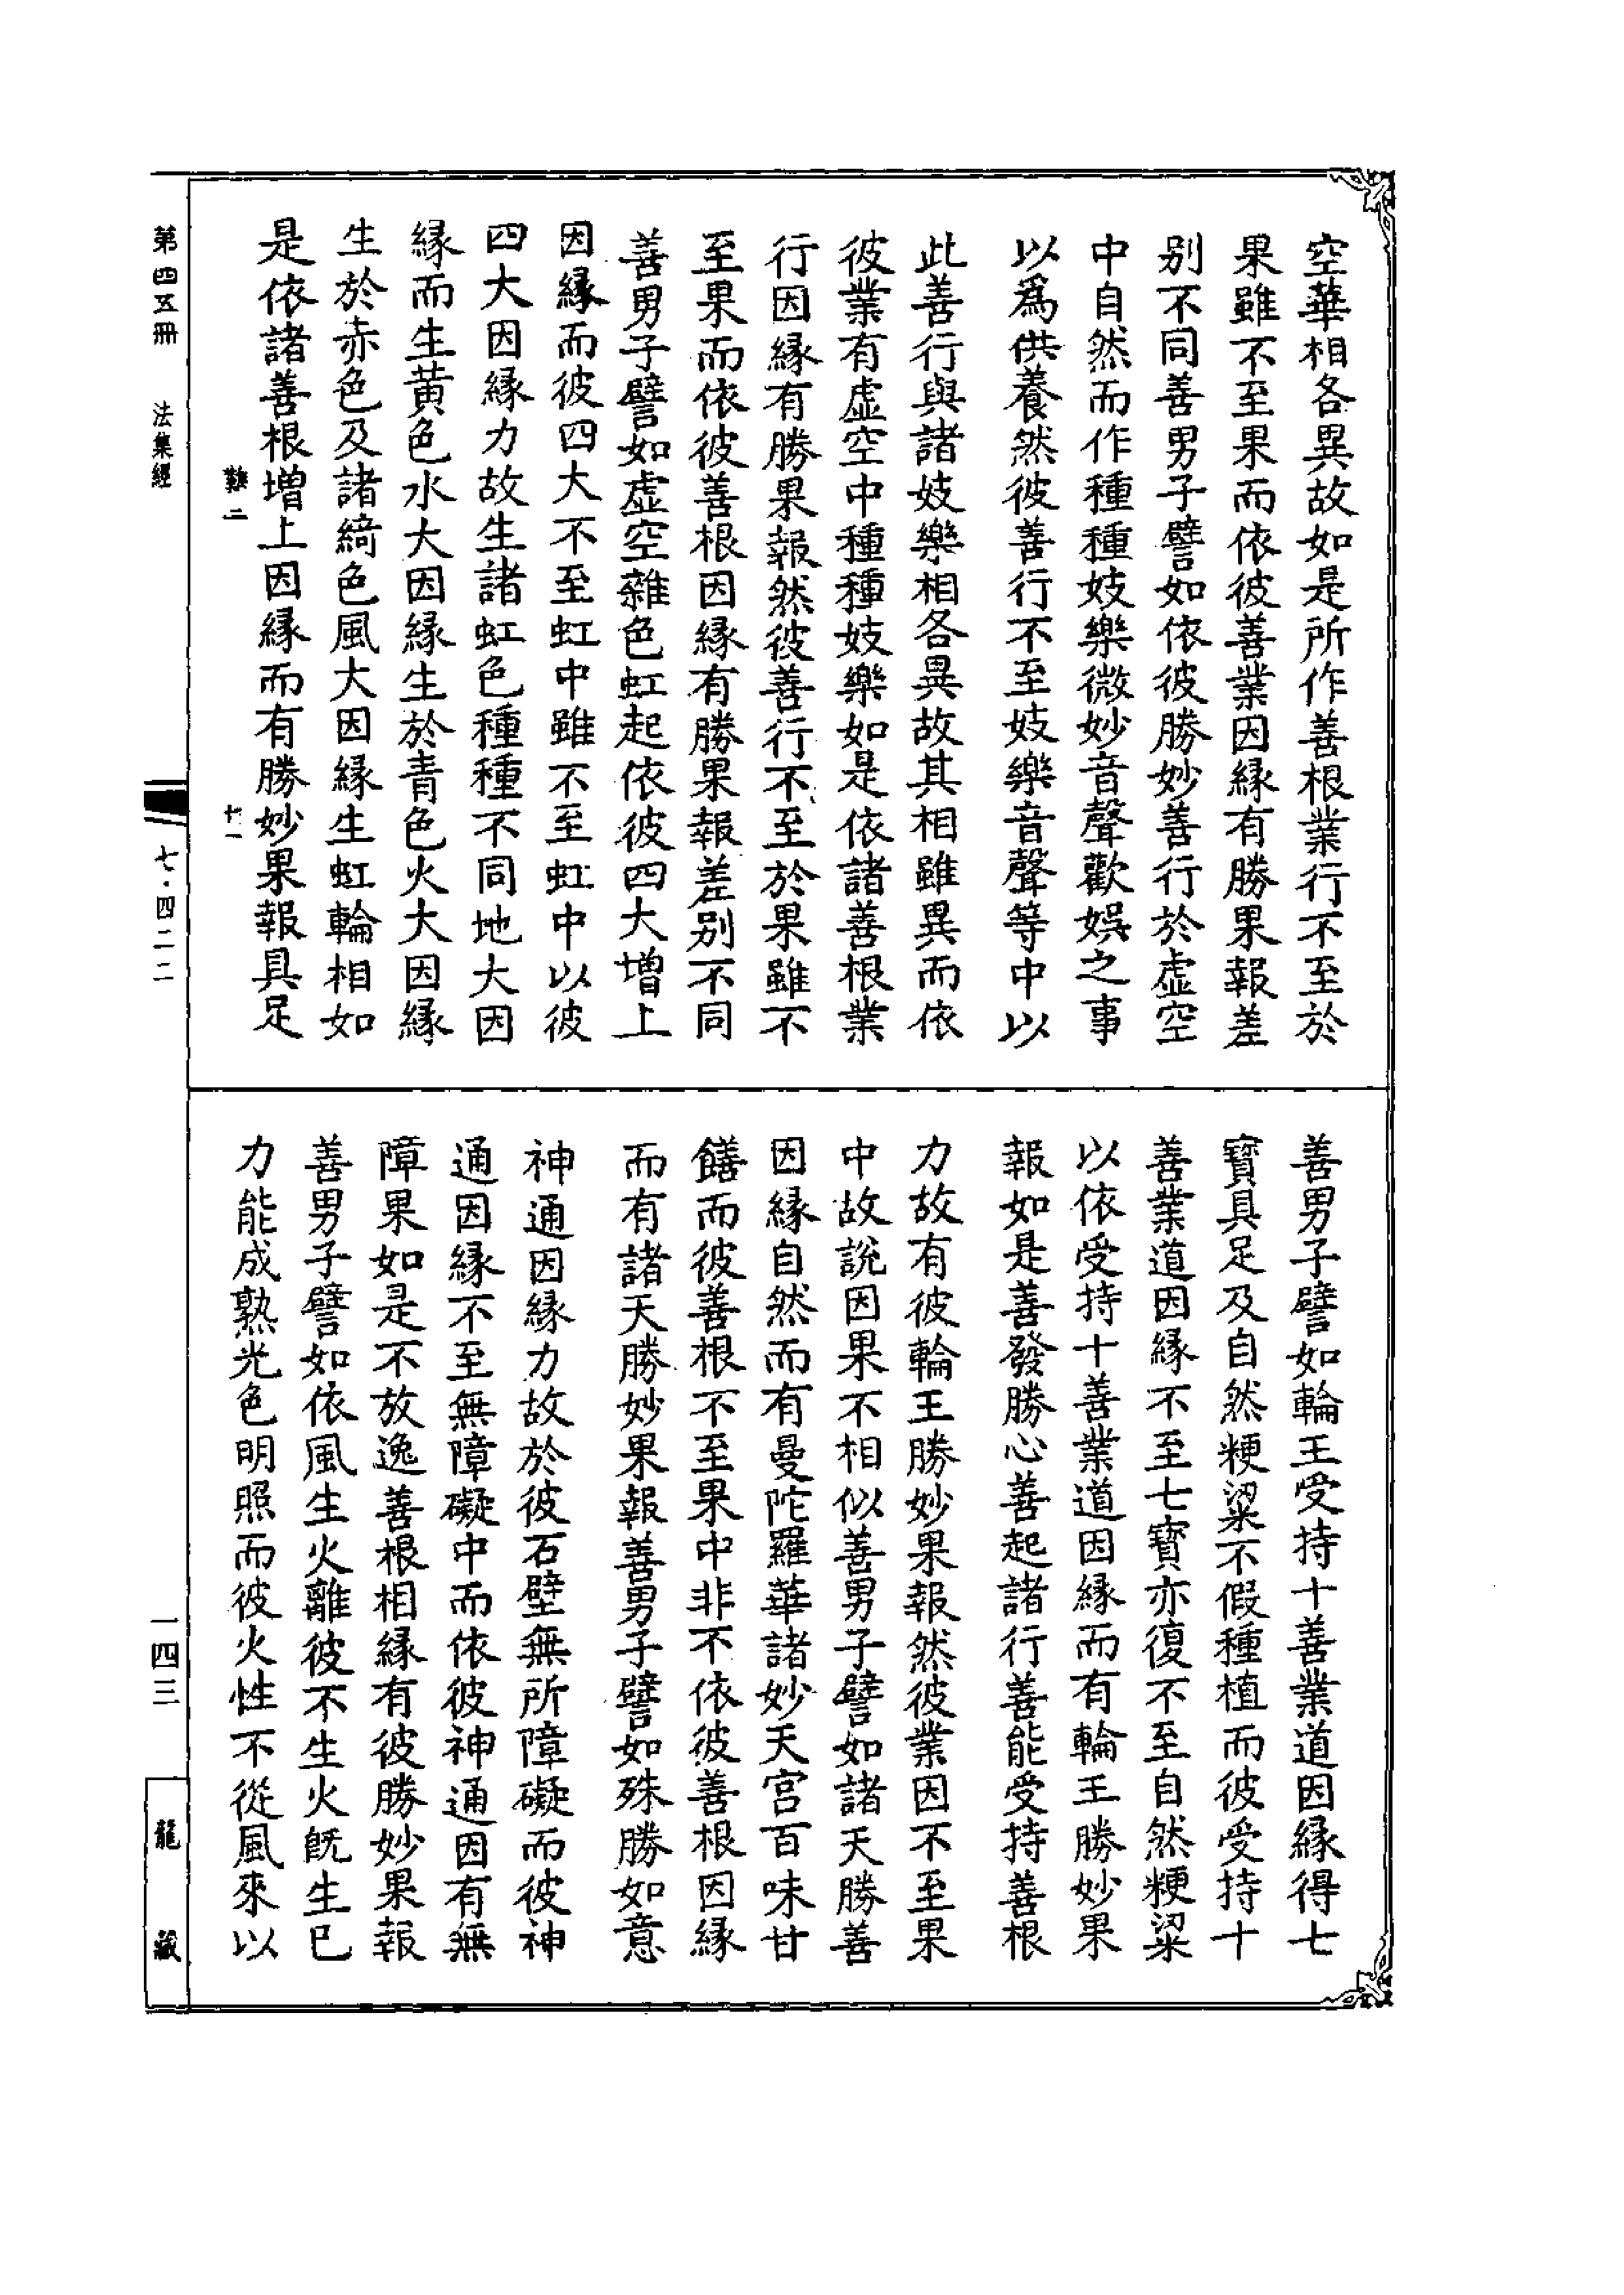 空華相各異故如是所作善根業行不至於
果雖不至果而依彼善業因緣有勝果報差
别不同善男子譬如依彼勝妙善行於虛空
中自然而作種種妓樂微妙音聲歡娛之事
以爲供養然彼善行不至妓樂音聲等中以
此善行與諸妓樂相各異故其相雖異而依
彼業有虛空中種種妓樂如是依諸善根業
行因緣有勝果報然彼善行不至於果雖不
至果而依彼善根因緣有勝果報差别不同
善男子譬如虛空雜色虹起依彼四大增上
因緣而彼四大不至虹中雖不至虹中以彼
四大因緣力故生諸虹色種種不同地大因
緣而生黄色水大因緣生於青色火大因緣
生於赤色及諸綺色風大因緣生虹輪相如
是依諸善根增上因緣而有勝妙果報具足
善男子譬如輪王受持十善業道因緣得七
寶具足及自然粳粱不假種植而彼受持十
善業道因緣不至七寶亦復不至自然粳粱
以依受持十善業道因緣而有輪王勝妙果
報如是善發勝心善起諸行善能受持善根
力故有彼輪王勝妙果報然彼業因不至果
中故說因果不相似善男子譬如諸天勝善
因緣自然而有曼陀羅華諸妙天宫百味甘
饍而彼善根不至果中非不依彼善根因緣
而有諸天勝妙果報善男子譬如殊勝如意
神通因緣力故於彼石壁無所障礙而彼神
通因緣不至無障礙中而依彼神通因有無
障果如是不放逸善根相緣有彼勝妙果報
善男子譬如依風生火離彼不生火旣生已
力能成熟光色明照而彼火性不從風來以
第四五冊
法集經
難二
十一
七·四二二
一四三
龍藏